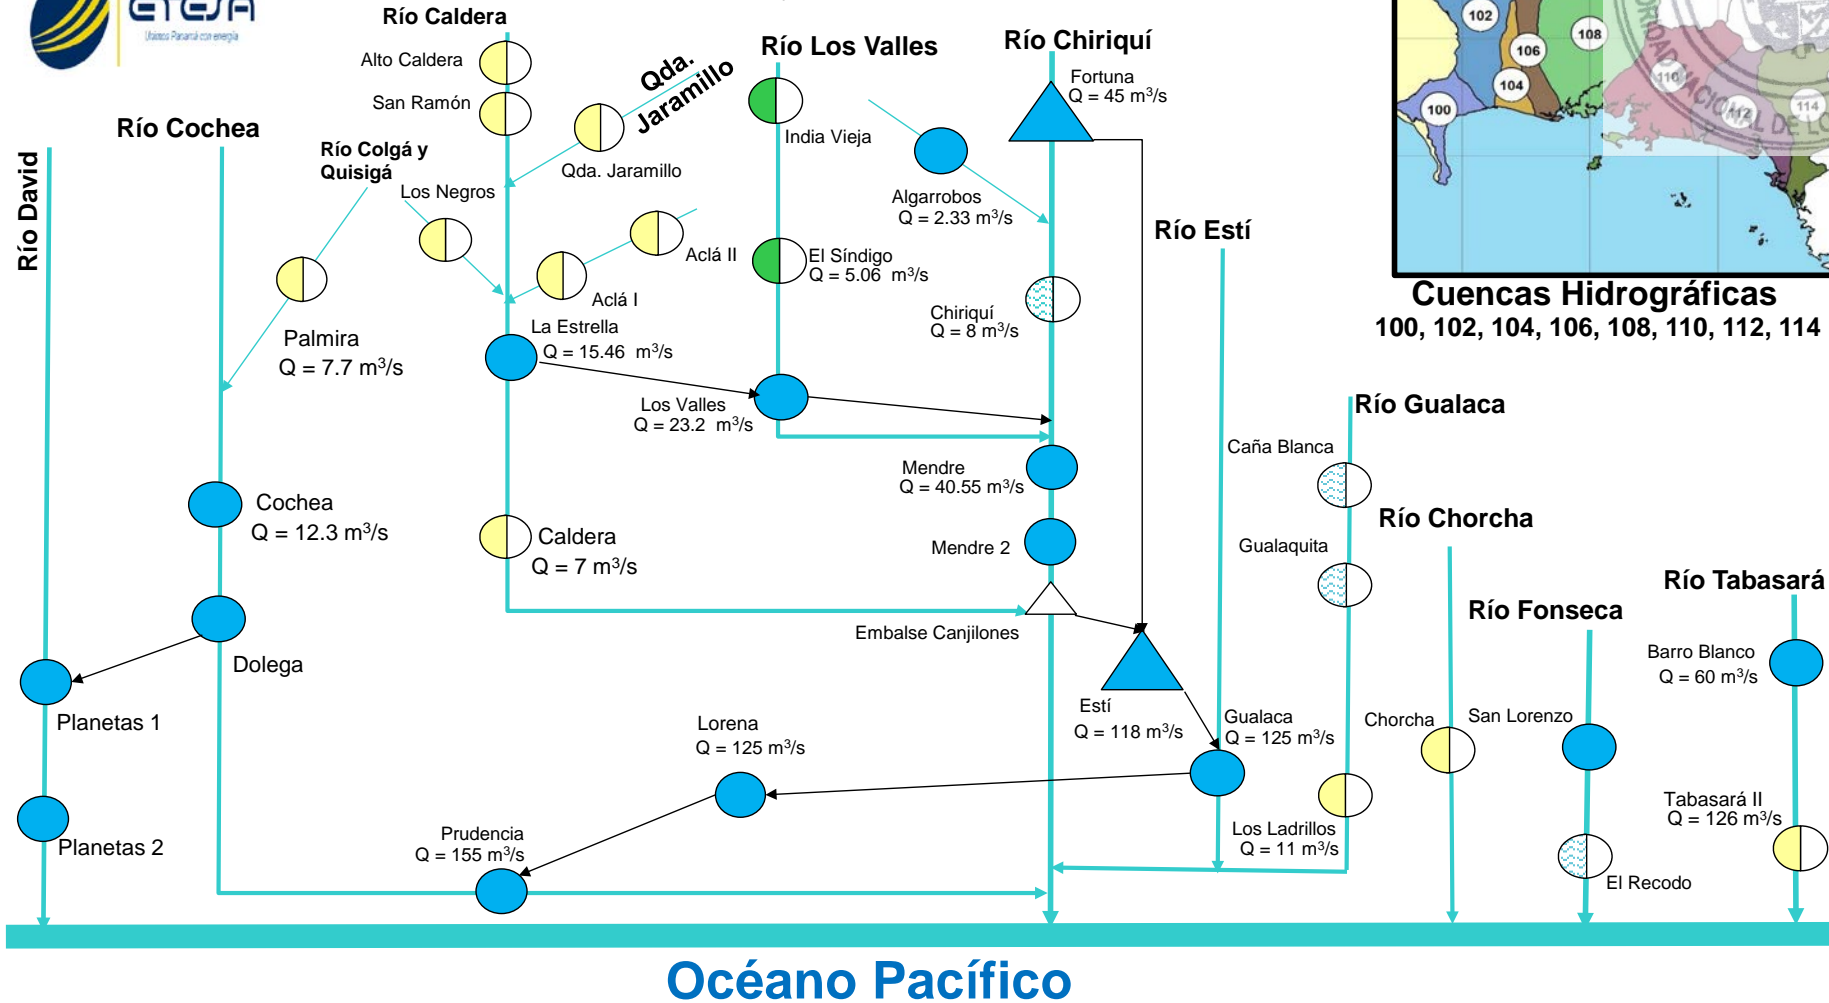 ETESA
Unimos Panamá con energía
Río Caldera
Alto Caldera
San Ramón
Qda.
Jaramillo
Qda. Jaramillo
Río Los Valles
India Vieja
Río Chiriquí
Fortuna
Q = 45 m³/s
Algarrobos
Q = 2.33 m³/s
Río Cochea
Río David
Río Colgá y
Quisigá
Los Negros
Aclá II
Aclá I
El Síndigo
Q = 5.06 m³/s
Chiriquí
Q = 8 m³/s
Río Estí
102
108
106
104
100
110
112
114
Cuencas Hidrográficas
100, 102, 104, 106, 108, 110, 112, 114
Palmira
Q = 7.7 m³/s
La Estrella
Q = 15.46 m³/s
Los Valles
Q = 23.2 m³/s
Río Gualaca
Caña Blanca
Mendre
Q = 40.55 m³/s
Cochea
Q = 12.3 m³/s
Caldera
Q = 7 m³/s
Mendre 2
Río Chorcha
Gualaquita
Río Tabasará
Río Fonseca
Embalse Canjilones
Dolega
Barro Blanco
Q = 60 m³/s
Planetas 1
Lorena
Q = 125 m³/s
Estí
Q = 118 m³/s
Gualaca
Q = 125 m³/s
Chorcha
San Lorenzo
Tabasará II
Q = 126 m³/s
Planetas 2
Prudencia
Q = 155 m³/s
Los Ladrillos
Q = 11 m³/s
El Recodo
Océano Pacífico